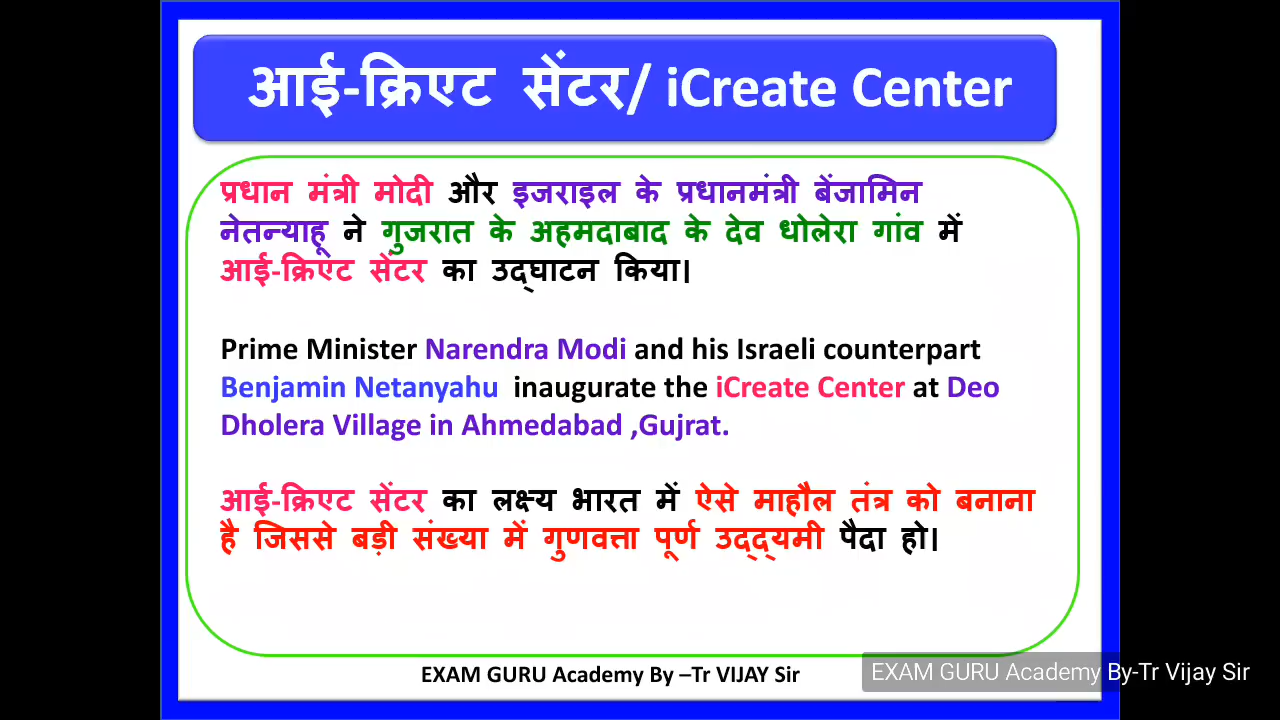 आई-क्रिएट सेंटर/ iCreate Center
प्रधान मंत्री मोदी और इजराइल के प्रधानमंत्री बेंजामिन
नेतन्याहू ने गुजरात के अहमदाबाद के देव धोलेरा गांव में
आई-क्रिएट सेंटर का उद्घाटन किया।
Prime Minister Narendra Modi and his Israeli counterpart
Benjamin Netanyahu inaugurate the iCreate Center at Deo
Dholera Village in Ahmedabad ,Gujrat.
आई-क्रिएट सेंटर का लक्ष्य भारत में ऐसे माहौल तंत्र को बनाना
है जिससे बड़ी संख्या में गुणवत्ता पूर्ण उद्द्यमी पैदा हो।
EXAM GURU Academy By –Tr VIJAY Sir
EXAM GURU Academy By-Tr Vijay Sir